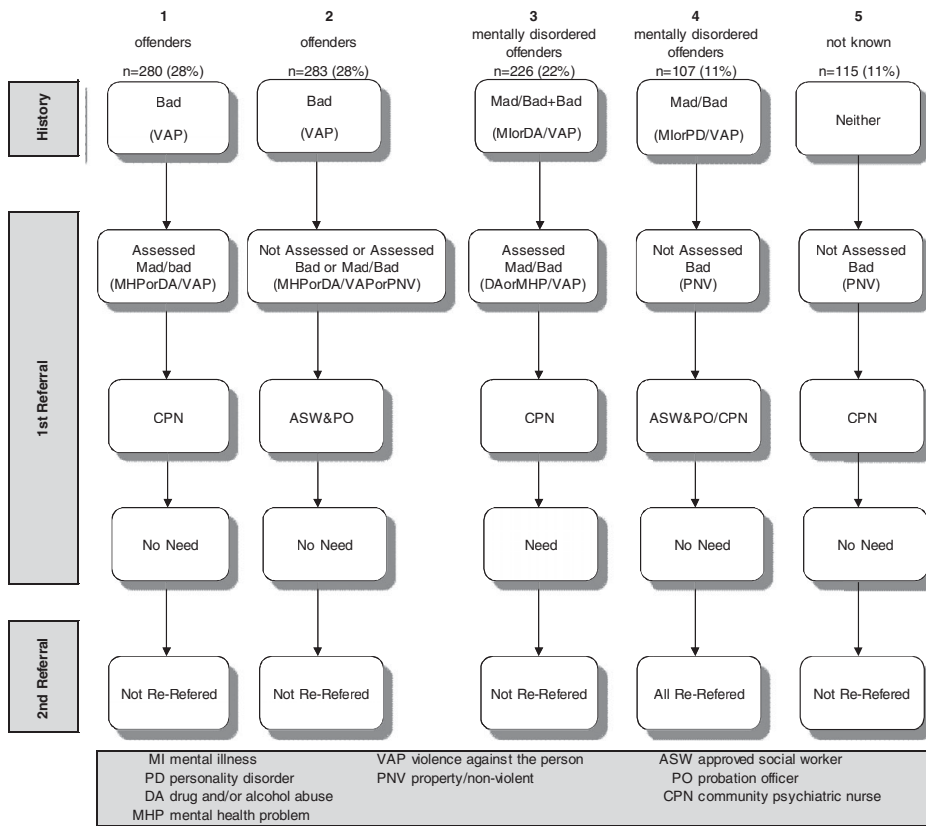 1
offenders
n=280 (28%)
2
offenders
n=283 (28%)
3
mentally disordered
offenders
n=226 (22%)
4
mentally disordered
offenders
n=107 (11%)
5
not known
n=115 (11%)
History
Bad
(VAP)
Bad
(VAP)
Mad/Bad+Bad
(MIorDA/VAP)
Mad/Bad
(MIorPD/VAP)
Neither
1st Referral
Assessed
Mad/bad
(MHPorDA/VAP)
Not Assessed or Assessed
Bad or Mad/Bad
(MHPorDA/VAPorPNV)
Assessed
Mad/Bad
(DAorMHP/VAP)
Not Assessed
Bad
(PNV)
Not Assessed
Bad
(PNV)
CPN
ASW&PO
CPN
ASW&PO/CPN
CPN
No Need
No Need
Need
No Need
No Need
2nd Referral
Not Re-Refered
Not Re-Refered
Not Re-Refered
All Re-Refered
Not Re-Refered
MI mental illness
PD personality disorder
DA drug and/or alcohol abuse
MHP mental health problem
VAP violence against the person
PNV property/non-violent
ASW approved social worker
PO probation officer
CPN community psychiatric nurse